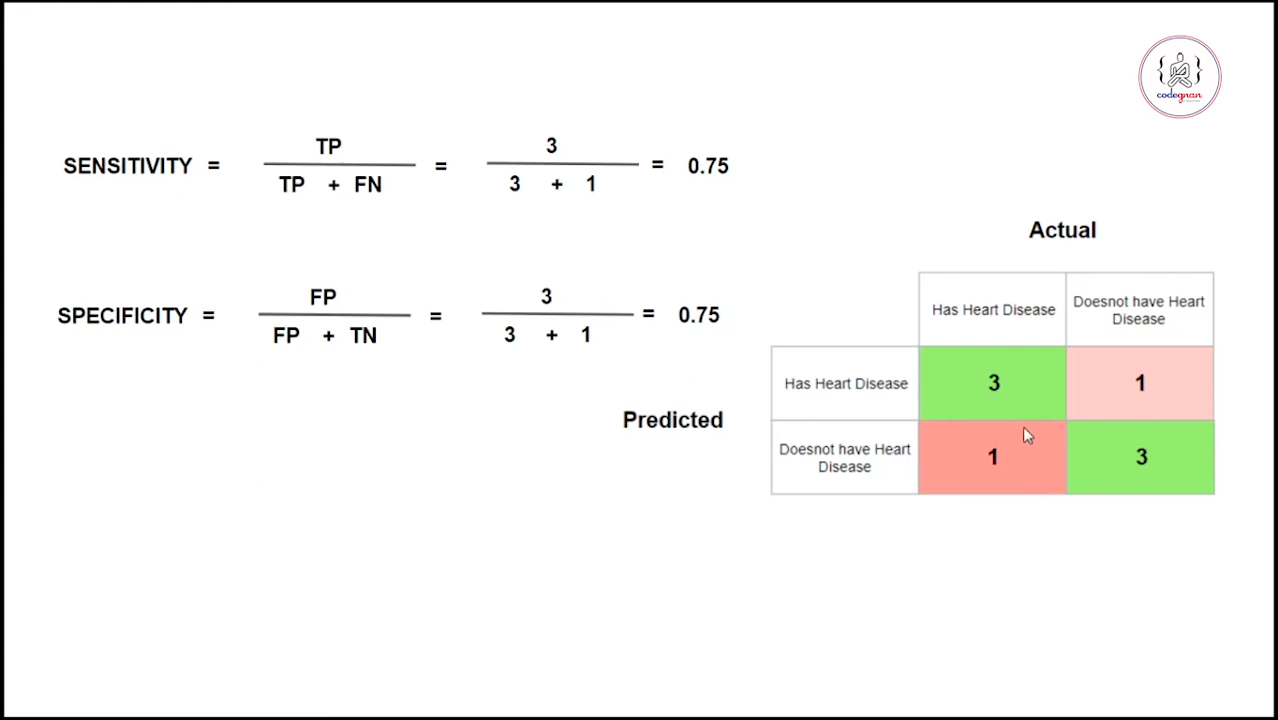 codegnan
SENSITIVITY = TP / TP + FN = 3 / 3 + 1 = 0.75
SPECIFICITY = FP / FP + TN = 3 / 3 + 1 = 0.75
Actual
Has Heart Disease
Doesnot have Heart
Disease
Predicted
Has Heart Disease
3
1
Doesnot have Heart
Disease
1
3